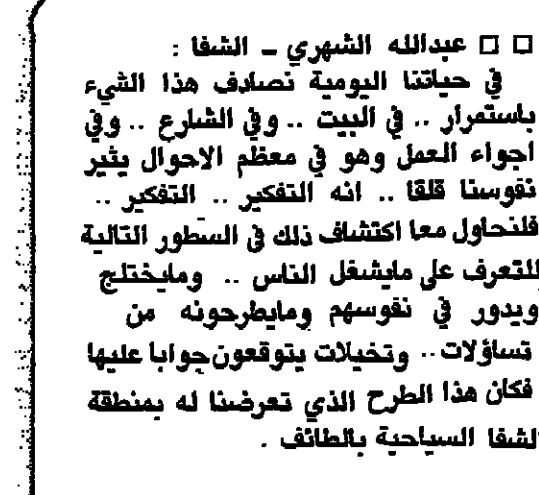 □ □ عبدالله الشهري ــ الشفا :
في حياتنا اليومية نصادف هذا الشيء
باستمرار .. في البيت .. وفي الشارع .. وفي
اجواء العمل وهو في معظم الاحوال يثير
نفوسنا قلقا .. انه التفكير .. التفكير ..
فلنحاول معا اكتشاف ذلك في السطور التالية
للتعرف على مايشغل الناس .. ومايختلج
ويدور في نفوسهم ومايطرحونه من
تساؤلات .. وتخيلات يتوقعون جوابا عليها
فكان هذا الطرح الذي تعرضنا له بمنطقة
الشفا السياحية بالطائف .